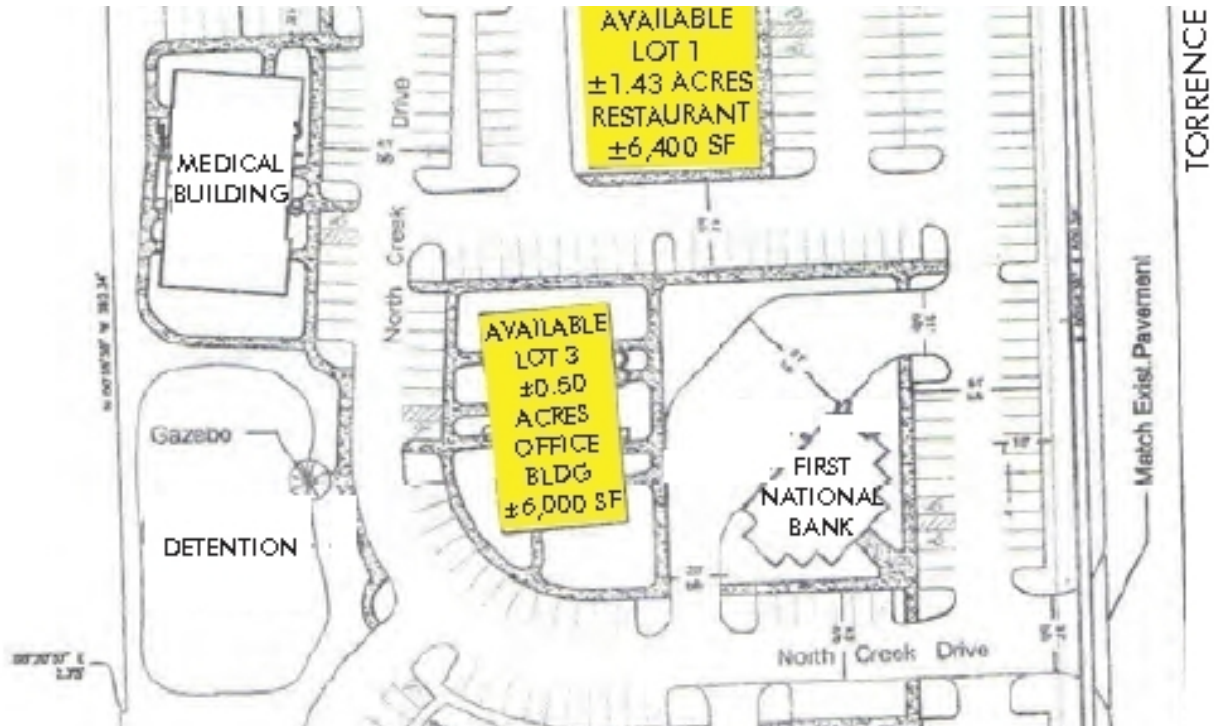 AVAILABLE
LOT 1
±1.43 ACRES
RESTAURANT
±6,400 SF
TORRENCE
MEDICAL
BUILDING
North Creek Drive
AVAILABLE
LOT 3
±0.60
ACRES
OFFICE
BLDG
±6,000 SF
Match Exist. Pavement
Gazebo
FIRST
NATIONAL
BANK
DETENTION
North Creek Drive